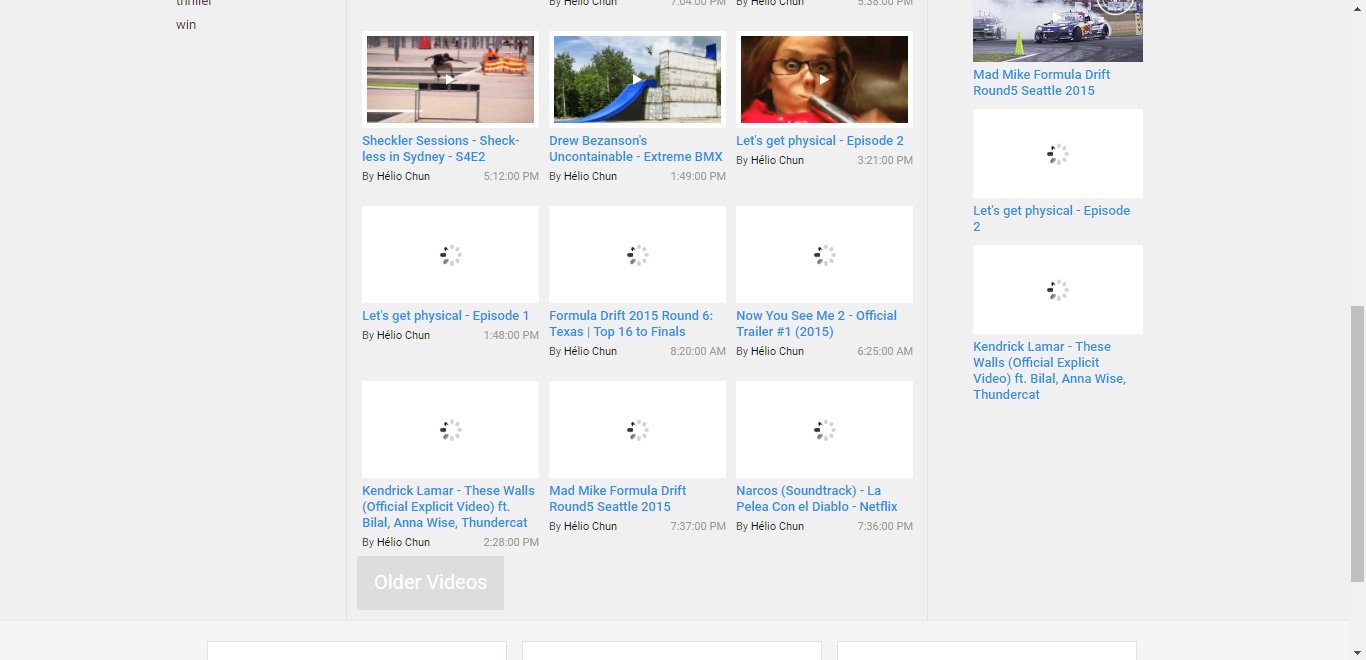 thriller
win
By Hélio Chun 7:04:00 PM
By Hélio Chun 5:38:00 PM
Sheckler Sessions - Sheck-
less in Sydney - S4E2
By Hélio Chun 5:12:00 PM
Drew Bezanson's
Uncontainable - Extreme BMX
By Hélio Chun 1:49:00 PM
Let's get physical - Episode 2
By Hélio Chun 3:21:00 PM
Let's get physical - Episode 1
By Hélio Chun 1:48:00 PM
Formula Drift 2015 Round 6:
Texas | Top 16 to Finals
By Hélio Chun 8:20:00 AM
Now You See Me 2 - Official
Trailer #1 (2015)
By Hélio Chun 6:25:00 AM
Kendrick Lamar - These Walls
(Official Explicit Video) ft.
Bilal, Anna Wise, Thundercat
By Hélio Chun 2:28:00 PM
Mad Mike Formula Drift
Round5 Seattle 2015
By Hélio Chun 7:37:00 PM
Narcos (Soundtrack) - La
Pelea Con el Diablo - Netflix
By Hélio Chun 7:36:00 PM
Older Videos
Mad Mike Formula Drift
Round5 Seattle 2015
Let's get physical - Episode
2
Kendrick Lamar - These
Walls (Official Explicit
Video) ft. Bilal, Anna Wise,
Thundercat